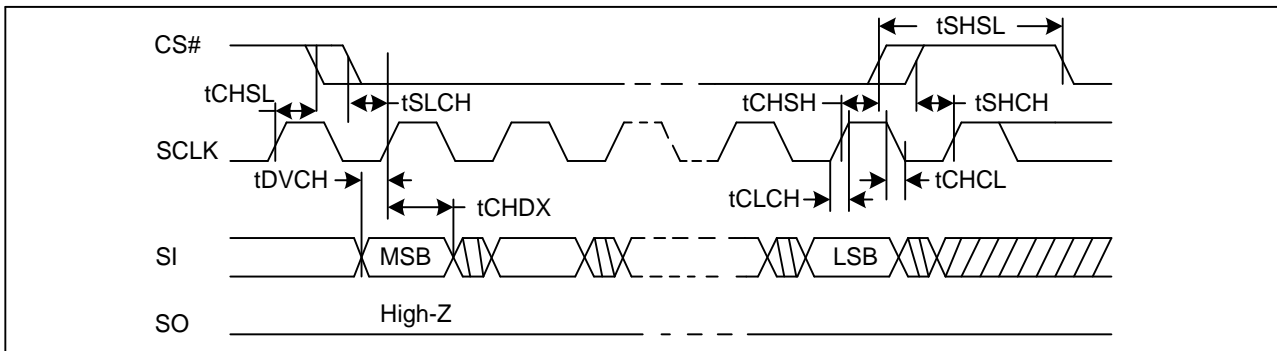 tSHSL
CS#
tCHSL
tSLCH
tCHSH
tSHCH
SCLK
tDVCH
tCHDX
tCLCH
tCHCL
SI
MSB
LSB
High-Z
SO